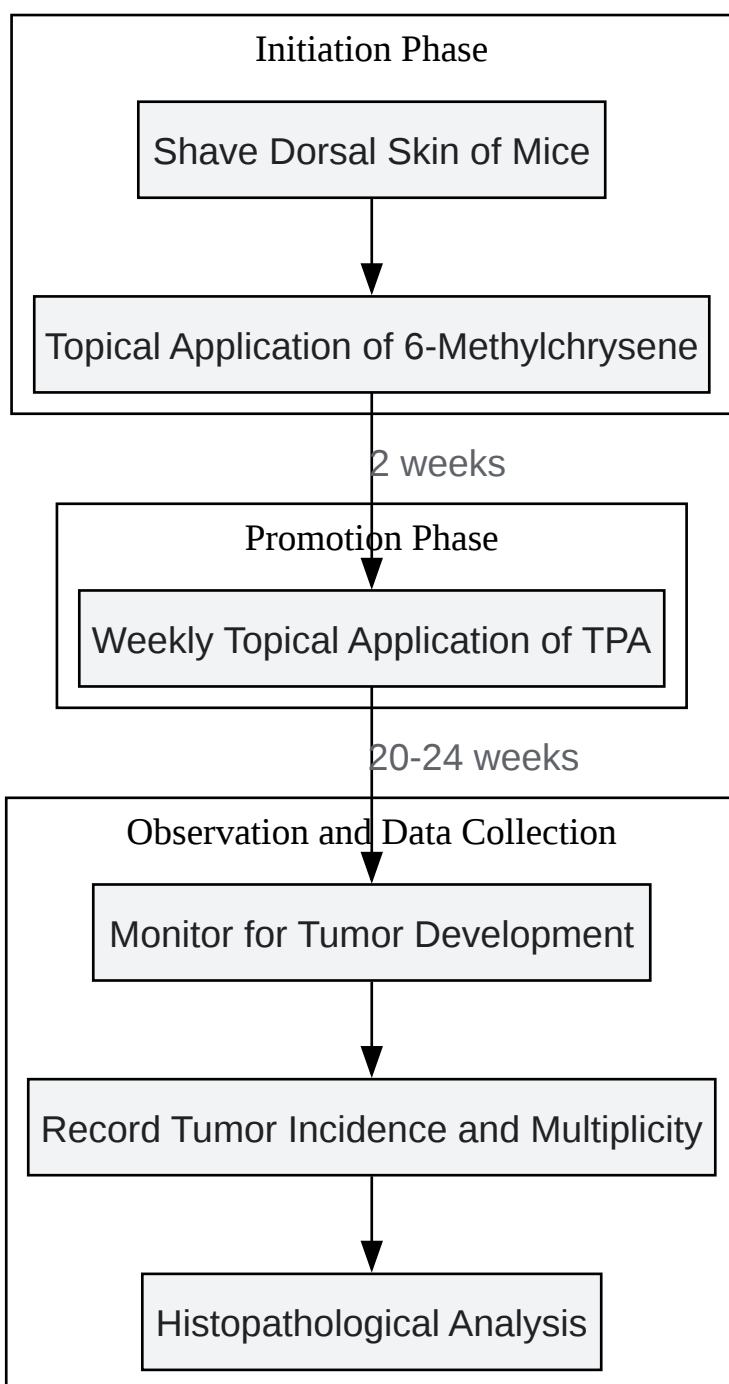 Initiation Phase
Shave Dorsal Skin of Mice
Topical Application of 6-Methylchrysene
2 weeks
Promotion Phase
Weekly Topical Application of TPA
20-24 weeks
Observation and Data Collection
Monitor for Tumor Development
Record Tumor Incidence and Multiplicity
Histopathological Analysis